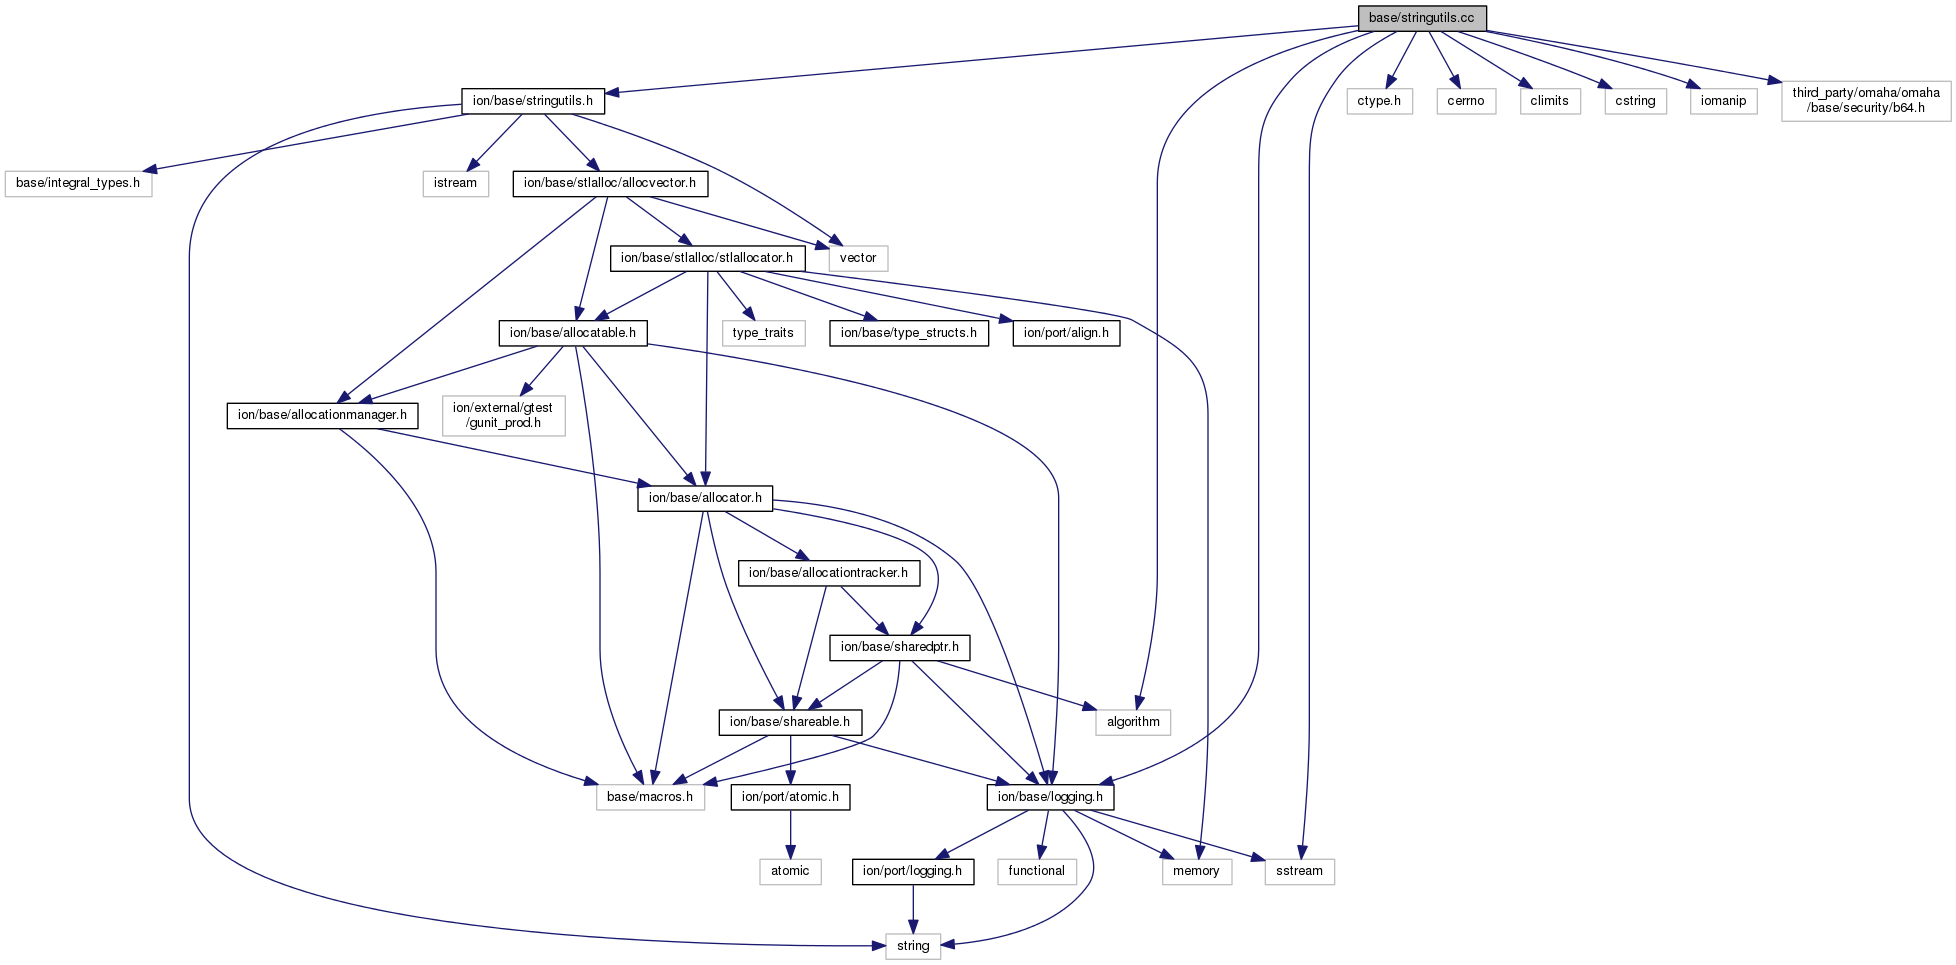 base/stringutils.cc
ion/base/stringutils.h
ctype.h
cerrno
climits
cstring
iomanip
third_party/omaha/omaha
/base/security/b64.h
base/integral_types.h
istream
ion/base/stlalloc/allocvector.h
ion/base/stlalloc/stlallocator.h
vector
ion/base/allocatable.h
type_traits
ion/base/type_structs.h
ion/port/align.h
ion/base/allocationmanager.h
ion/external/gtest
/gunit_prod.h
ion/base/allocator.h
ion/base/allocationtracker.h
ion/base/sharedptr.h
ion/base/shareable.h
algorithm
base/macros.h
ion/port/atomic.h
ion/base/logging.h
atomic
ion/port/logging.h
functional
memory
sstream
string